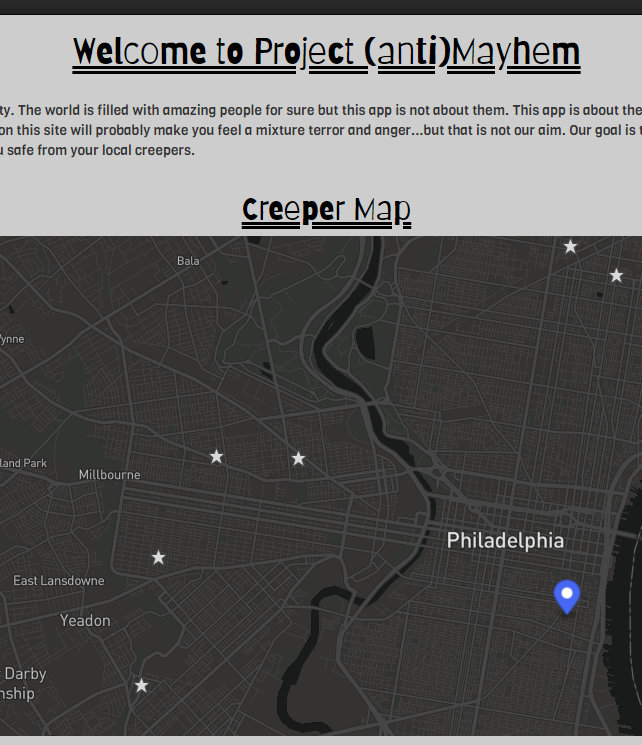 Welcome to Project (anti)Mayhem
ty. The world is filled with amazing people for sure but this app is not about them. This app is about the
on this site will probably make you feel a mixture terror and anger...but that is not our aim. Our goal is t
u safe from your local creepers.
Creeper Map
Bala
ynne
land Park
Millbourne
Philadelphia
East Lansdowne
Yeadon
Darby
nship